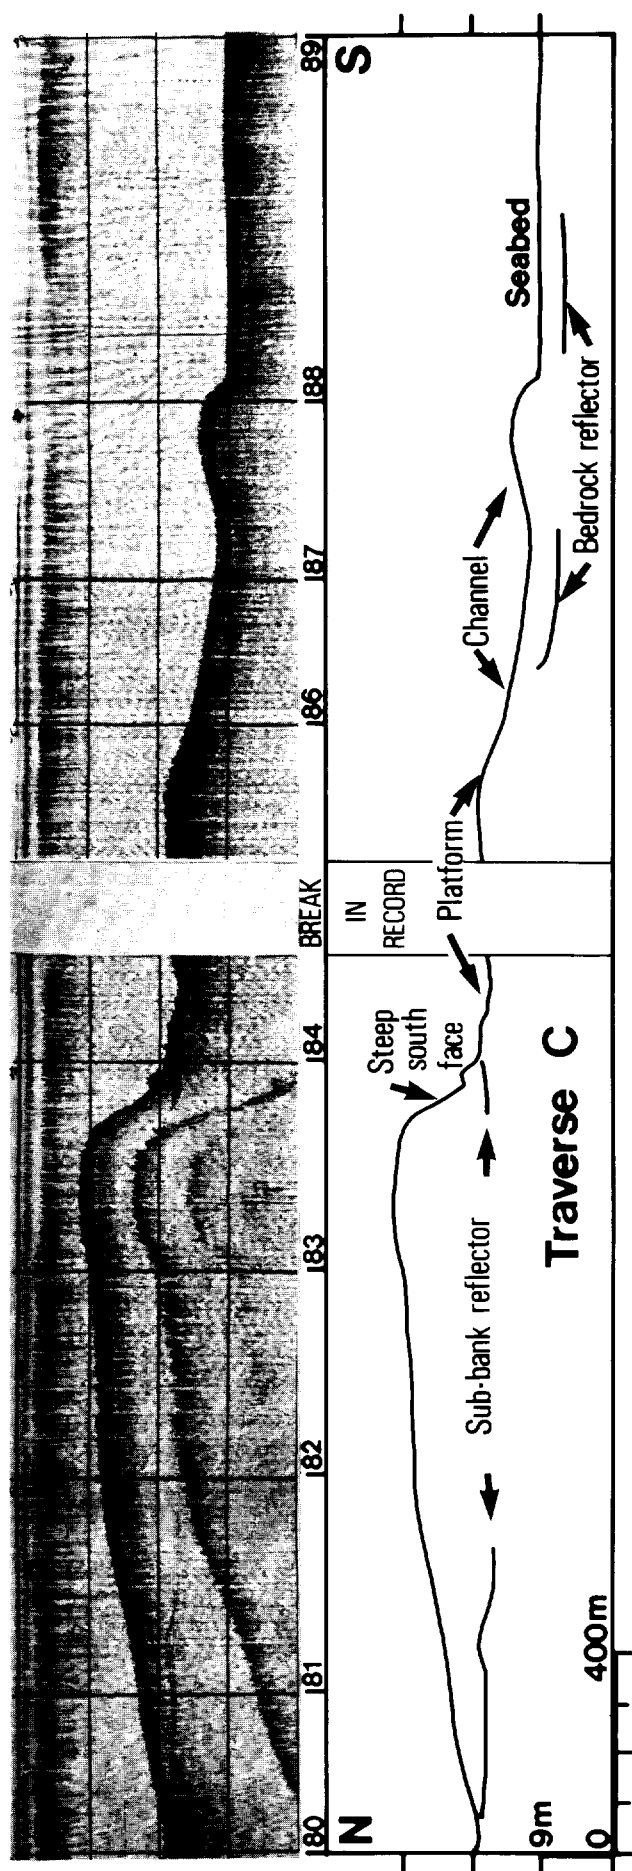 180 181 182 183 184 BREAK 186 187 188 189
N
S
IN
RECORD
Steep
south
face
Platform
Channel
Seabed
Sub-bank reflector
Bedrock reflector
Traverse C
9m
0
400m